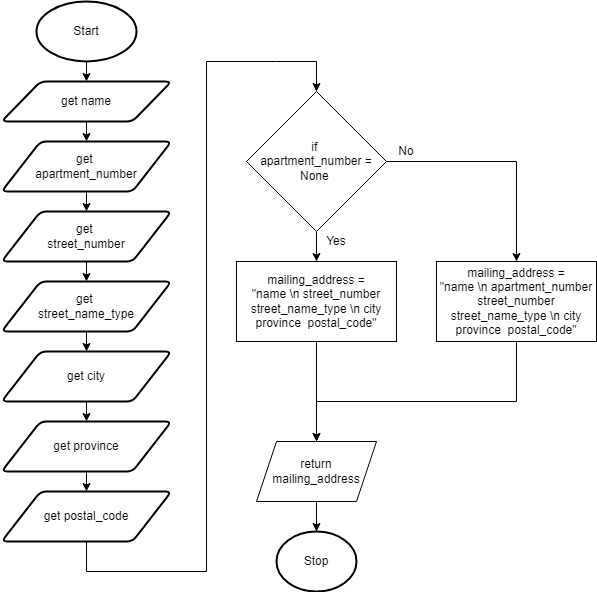 Start
get name
get
apartment_number
get
street_number
get
street_name_type
get city
get province
get postal_code
if
apartment_number =
None
No
Yes
mailing_address =
"name \n street_number
street_name_type \n city
province  postal_code"
mailing_address =
"name \n apartment_number
street_number
street_name_type \n city
province  postal_code"
return
mailing_address
Stop